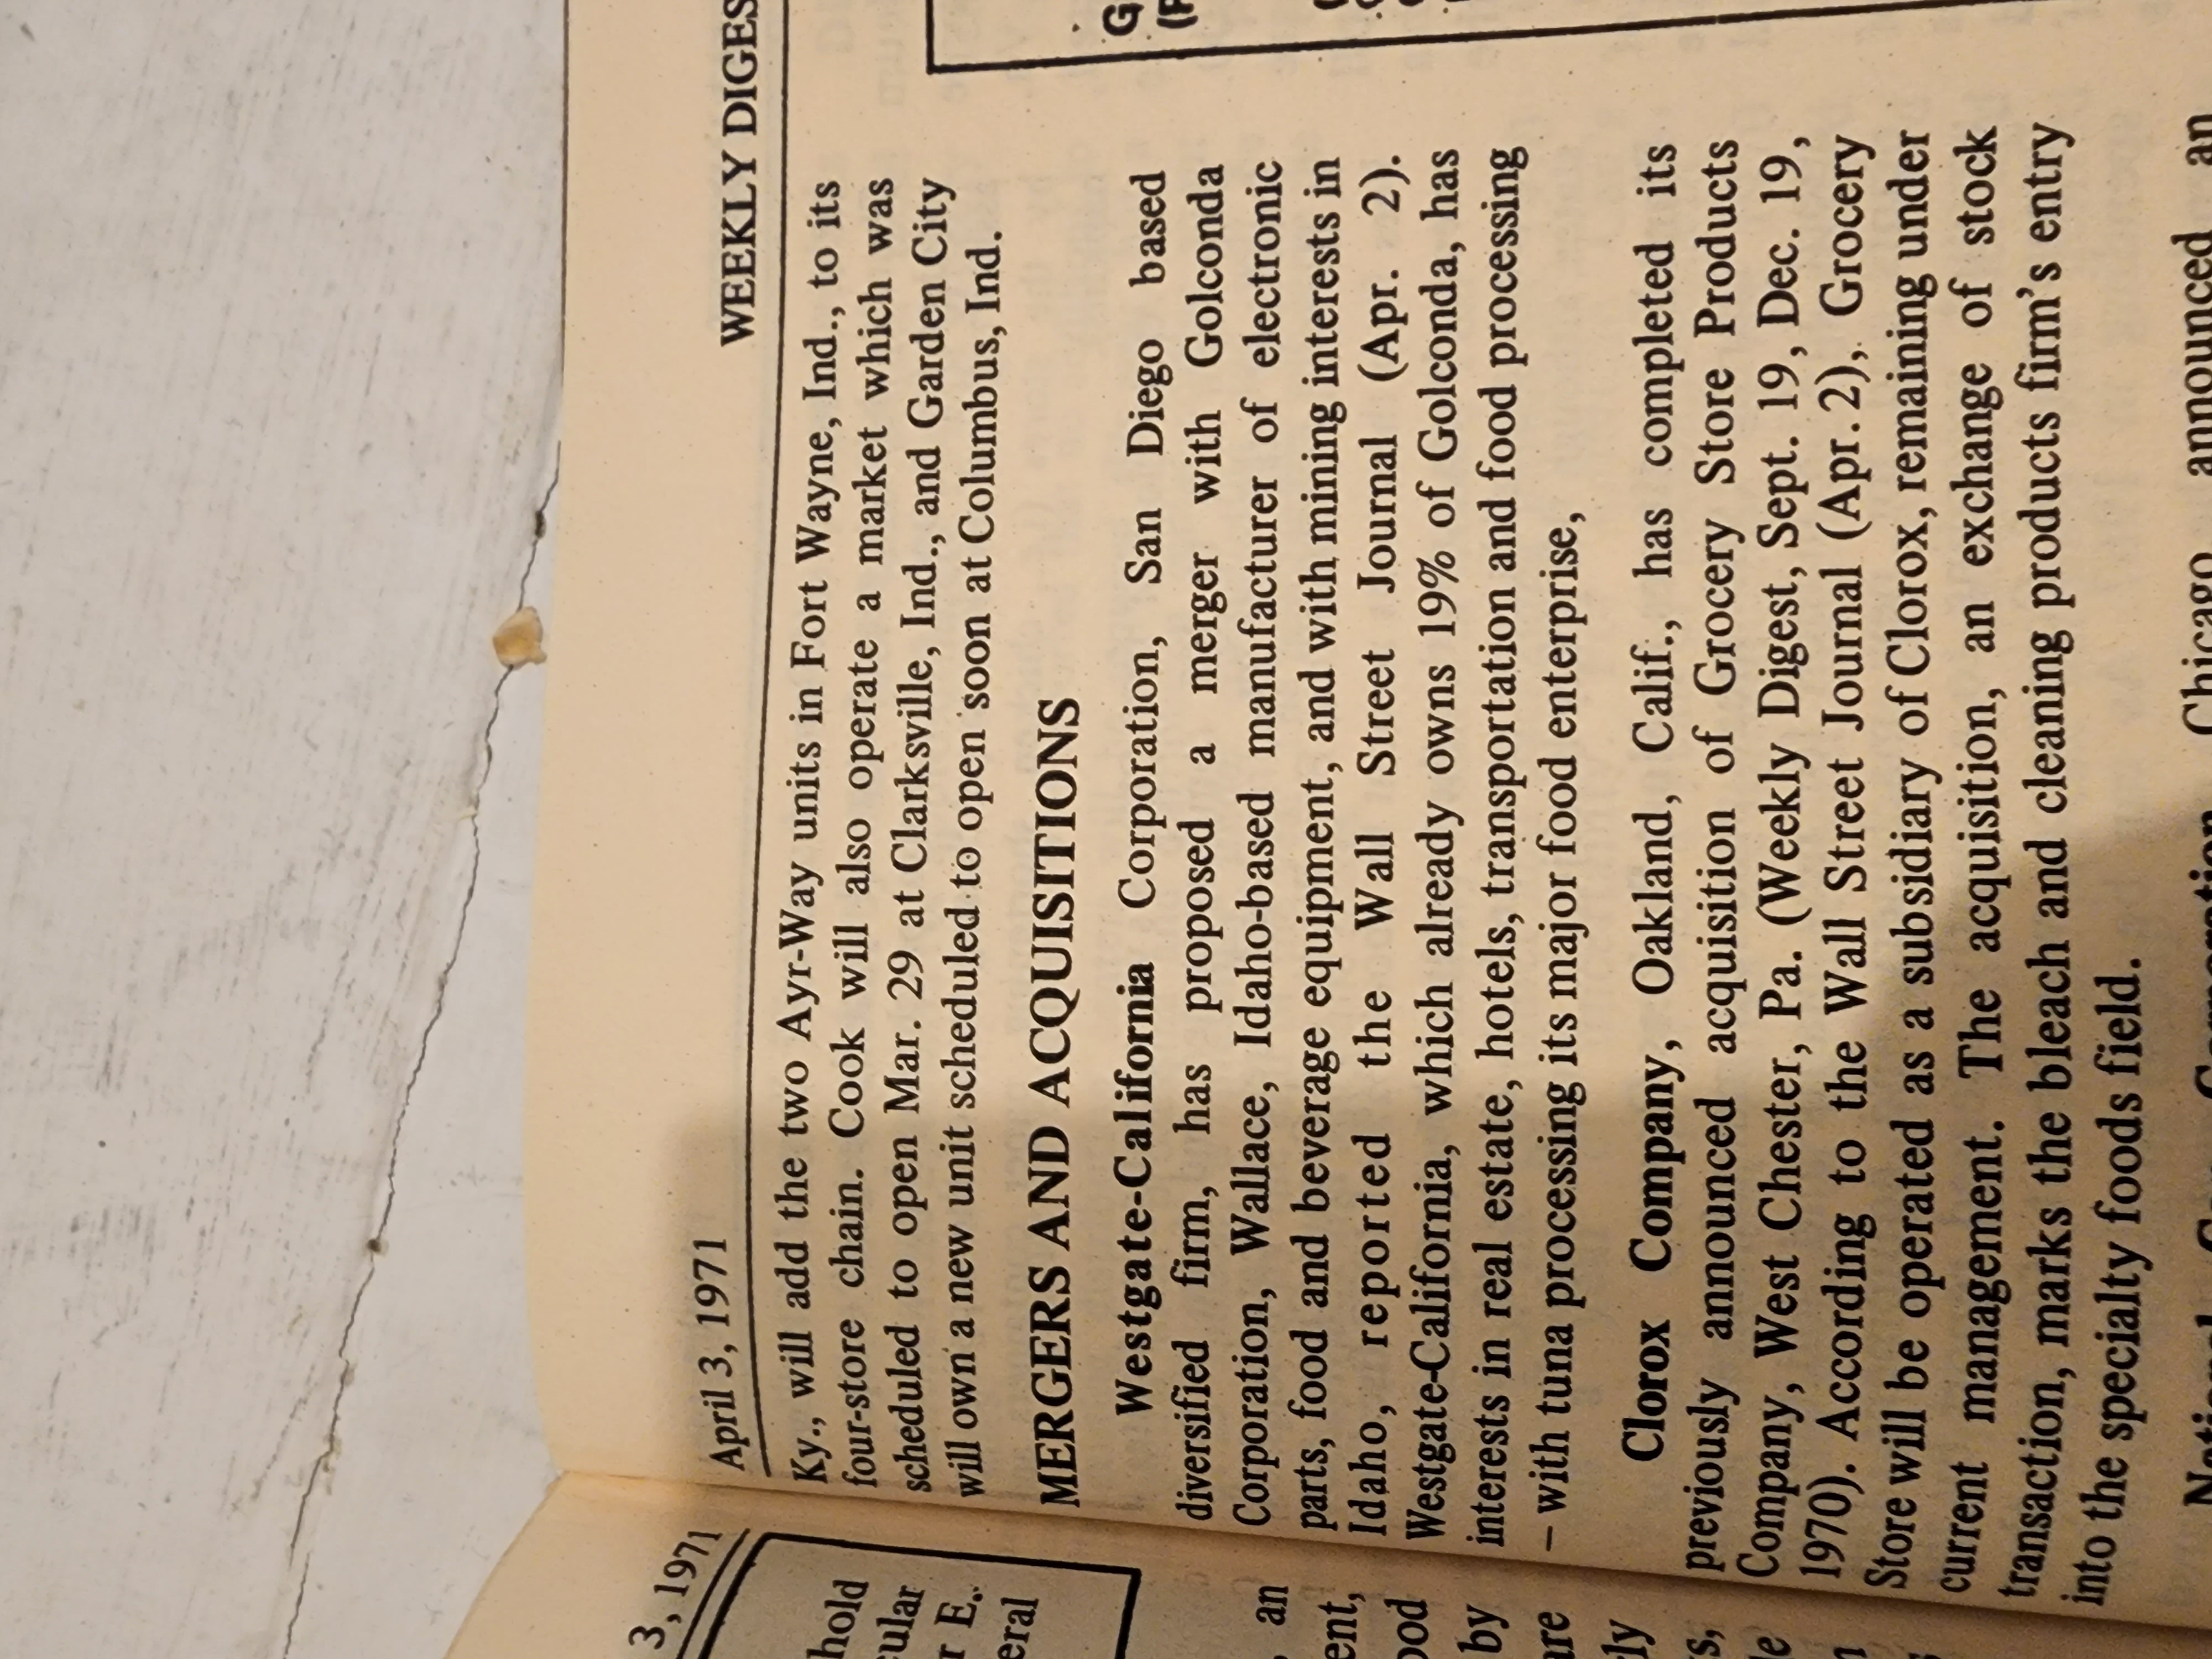 3, 1971
hold
cular
r E.
eral
an
ent,
ood
by
are
ly
April 3, 1971
WEEKLY DIGES
Ky., will add the two Ayr-Way units in Fort Wayne, Ind., to its
four-store chain. Cook will also operate a market which was
scheduled to open Mar. 29 at Clarksville, Ind., and Garden City
will own a new unit scheduled to open soon at Columbus, Ind.
MERGERS AND ACQUISITIONS
Westgate-California Corporation, San Diego based
diversified firm, has proposed a merger with Golconda
Corporation, Wallace, Idaho-based manufacturer of electronic
parts, food and beverage equipment, and with mining interests in
Idaho, reported the Wall Street Journal (Apr. 2).
Westgate-California, which already owns 19% of Golconda, has
interests in real estate, hotels, transportation and food processing
– with tuna processing its major food enterprise,
Clorox Company, Oakland, Calif., has completed its
previously announced acquisition of Grocery Store Products
Company, West Chester, Pa. (Weekly Digest, Sept. 19, Dec. 19,
1970). According to the Wall Street Journal (Apr. 2), Grocery
Store will be operated as a subsidiary of Clorox, remaining under
current management. The acquisition, an exchange of stock
transaction, marks the bleach and cleaning products firm's entry
into the specialty foods field.
Chicago, announced an
G